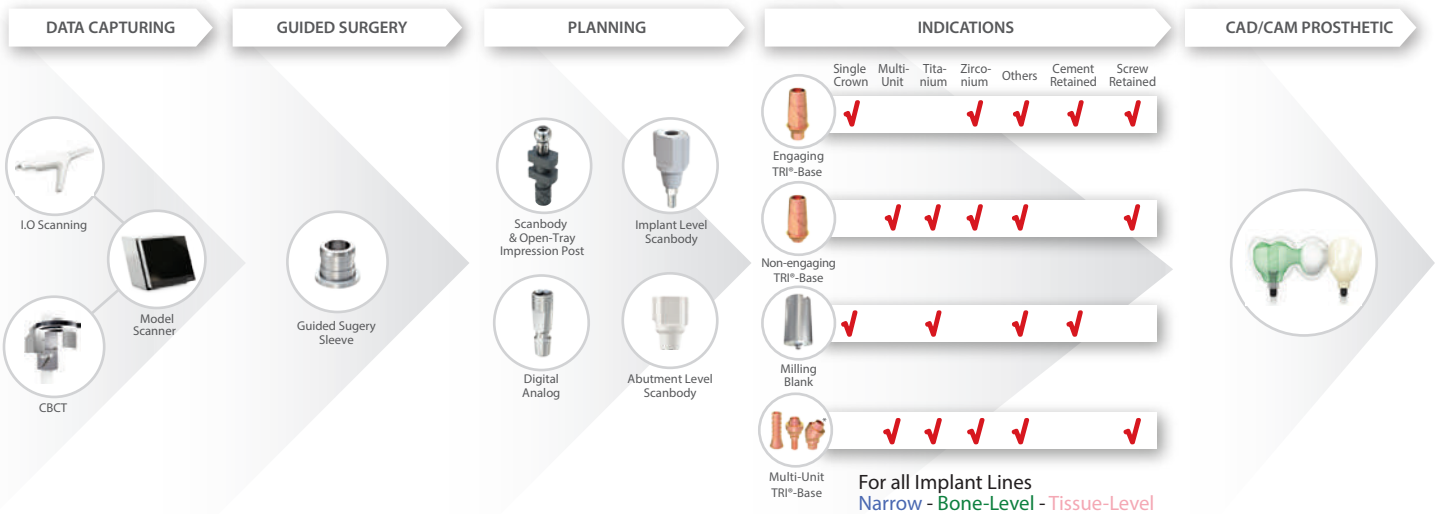 DATA CAPTURING
GUIDED SURGERY
PLANNING
INDICATIONS
CAD/CAM PROSTHETIC
I.O Scanning
Model
Scanner
CBCT
Guided Sugery
Sleeve
Scanbody
& Open-Tray
Impression Post
Implant Level
Scanbody
Digital
Analog
Abutment Level
Scanbody
Single
Crown
Multi-
Unit
Tita-
nium
Zirco-
nium
Others
Cement
Retained
Screw
Retained
Engaging
TRI®-Base
Non-engaging
TRI®-Base
Milling
Blank
Multi-Unit
TRI®-Base
For all Implant Lines
Narrow - Bone-Level - Tissue-Level